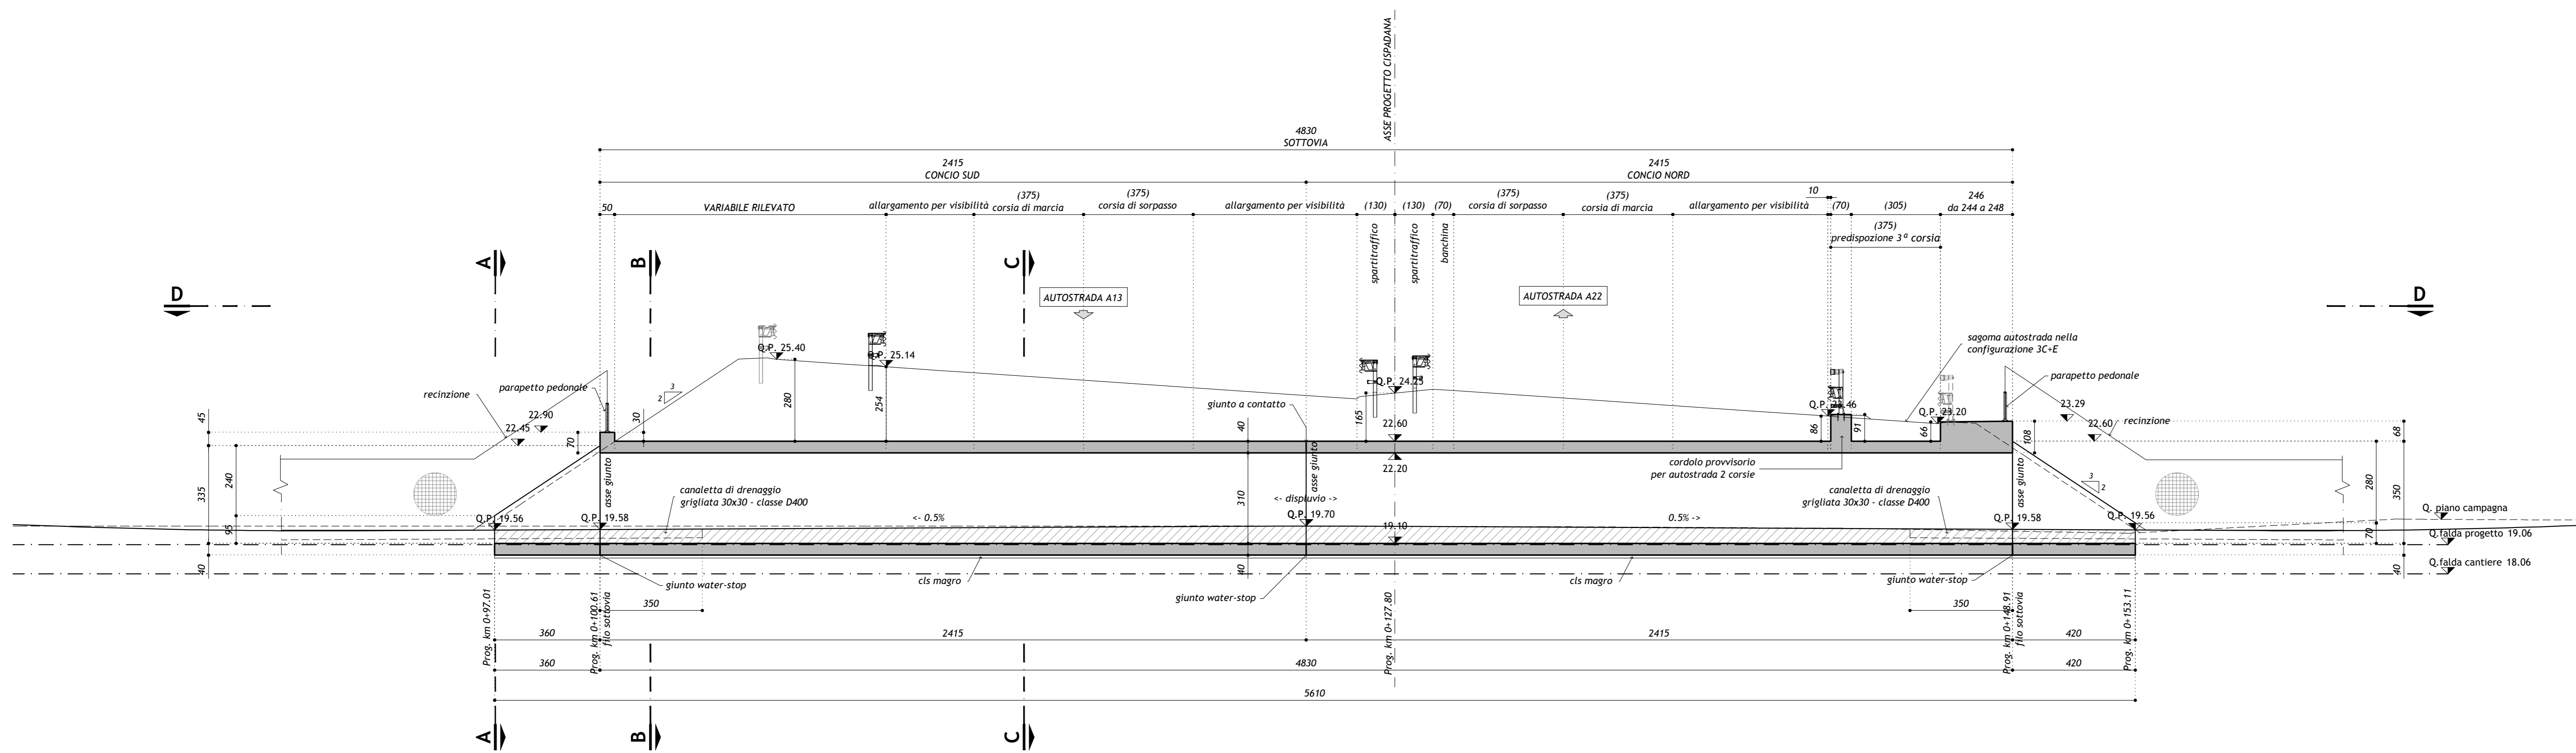 ASSE PROGETTO CISPADANA
4830
SOTTOVIA
2415
CONCIO SUD
2415
CONCIO NORD
50
VARIABILE RILEVATO
allargamento per visibilità
(375)
corsia di marcia
(375)
corsia di sorpasso
allargamento per visibilità
(130)
(130)
(70)
(375)
corsia di sorpasso
(375)
corsia di marcia
allargamento per visibilità
10
(70)
(305)
246
da 244 a 248
(375)
predispozione 3ª corsia
spartitraffico
spartitraffico
banchina
A
B
C
D
D
AUTOSTRADA A13
AUTOSTRADA A22
Q.P. 25.40
Q.P. 25.14
Q.P. 24.25
Q.P. 23.46
Q.P. 23.20
sagoma autostrada nella
configurazione 3C+E
parapetto pedonale
recinzione
parapetto pedonale
recinzione
3
2
22.90
22.45
45
240
335
95
40
70
30
280
254
165
giunto a contatto
40
22.60
22.20
86
91
66
108
23.29
22.60
68
280
350
70
40
3
2
cordolo provvisorio
per autostrada 2 corsie
asse giunto
asse giunto
asse giunto
canaletta di drenaggio
grigliata 30x30 - classe D400
canaletta di drenaggio
grigliata 30x30 - classe D400
310
<- displuvio ->
Q.P. 19.70
Q.P. 19.56
Q.P. 19.58
<- 0.5%
0.5% ->
19.10
Q.P. 19.58
Q.P. 19.56
Q. piano campagna
Q.falda progetto 19.06
Q.falda cantiere 18.06
40
giunto water-stop
cls magro
giunto water-stop
cls magro
giunto water-stop
350
350
Prog. km 0+97.01
Prog. km 0+100.61
filo sottovia
Prog. km 0+127.80
Prog. km 0+148.91
filo sottovia
Prog. km 0+153.11
360
2415
2415
420
360
4830
420
5610
A
B
C